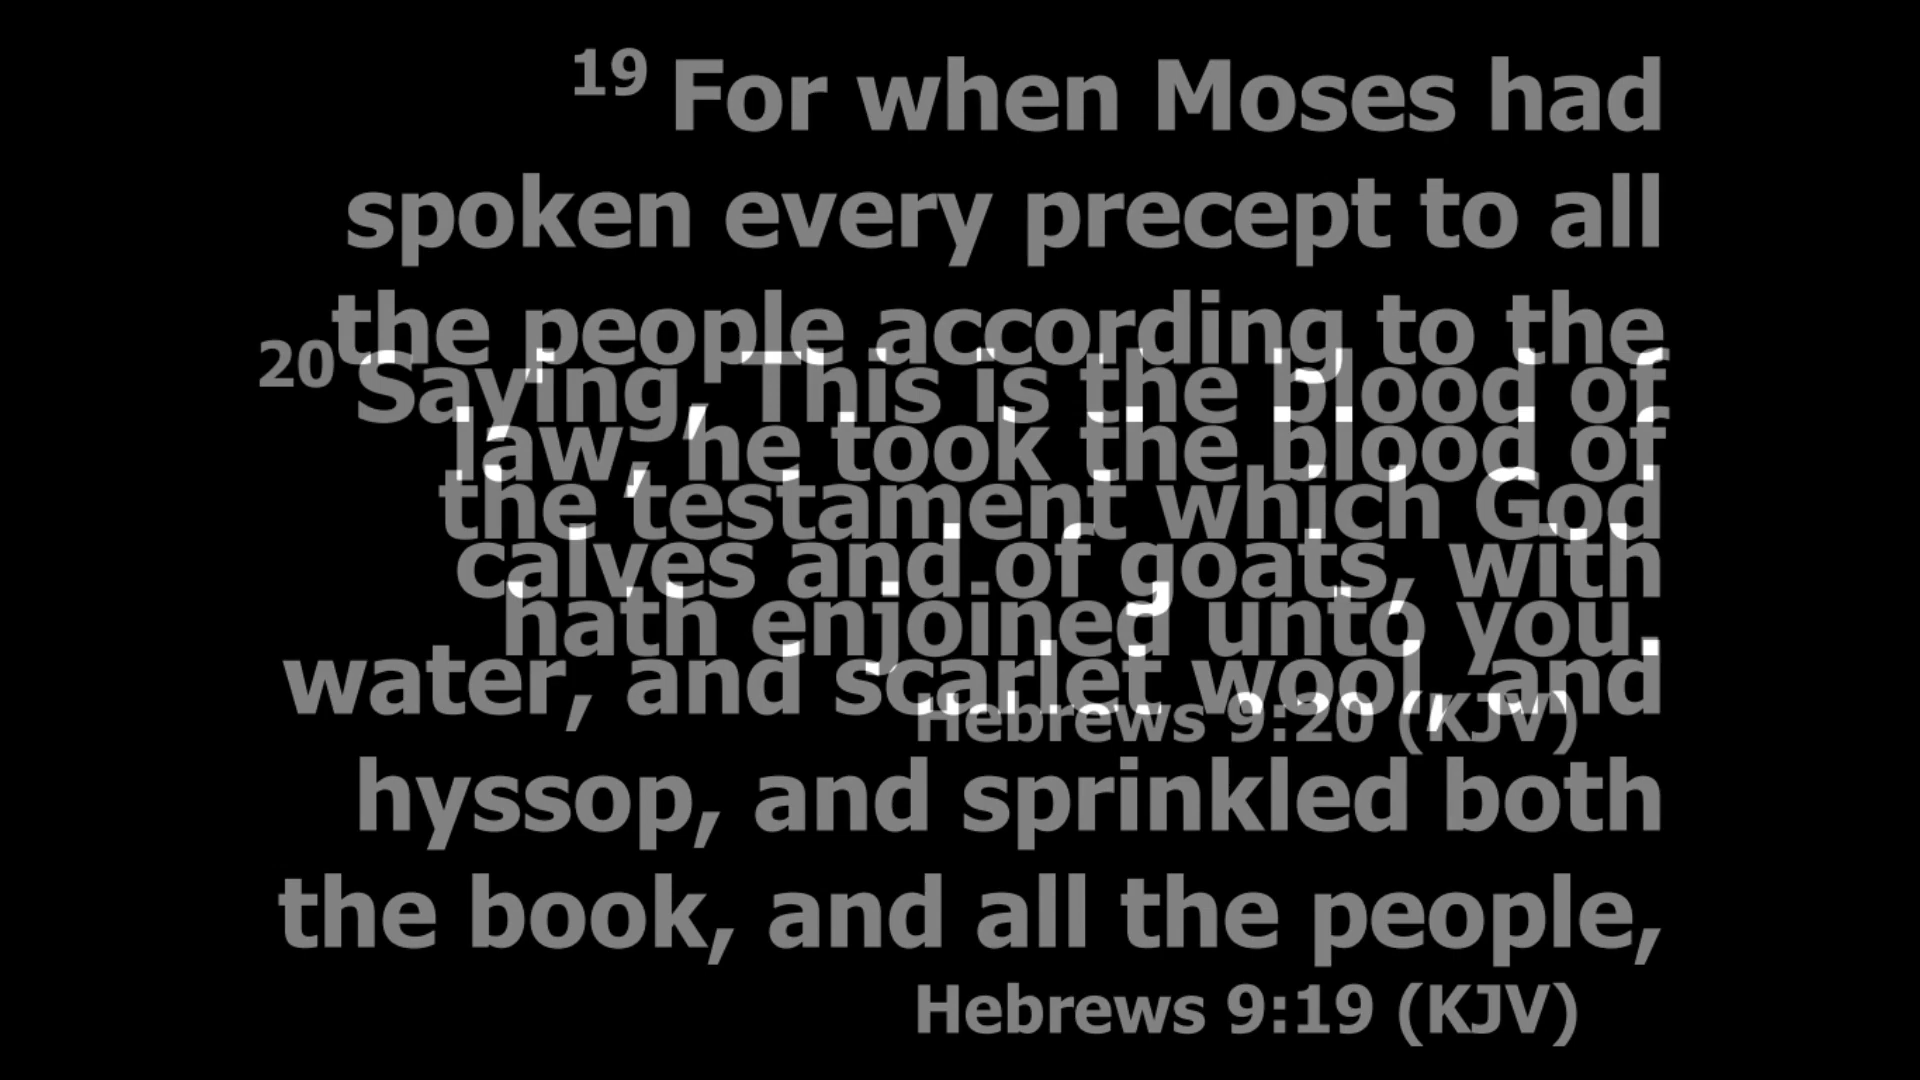 19 For when Moses had
spoken every precept to all
the people according to the
law, he took the blood of
calves and of goats, with
water, and scarlet wool, and
hyssop, and sprinkled both
the book, and all the people,
Hebrews 9:19 (KJV)
20 Saying, This is the blood of
the testament which God
hath enjoined unto you.
Hebrews 9:20 (KJV)